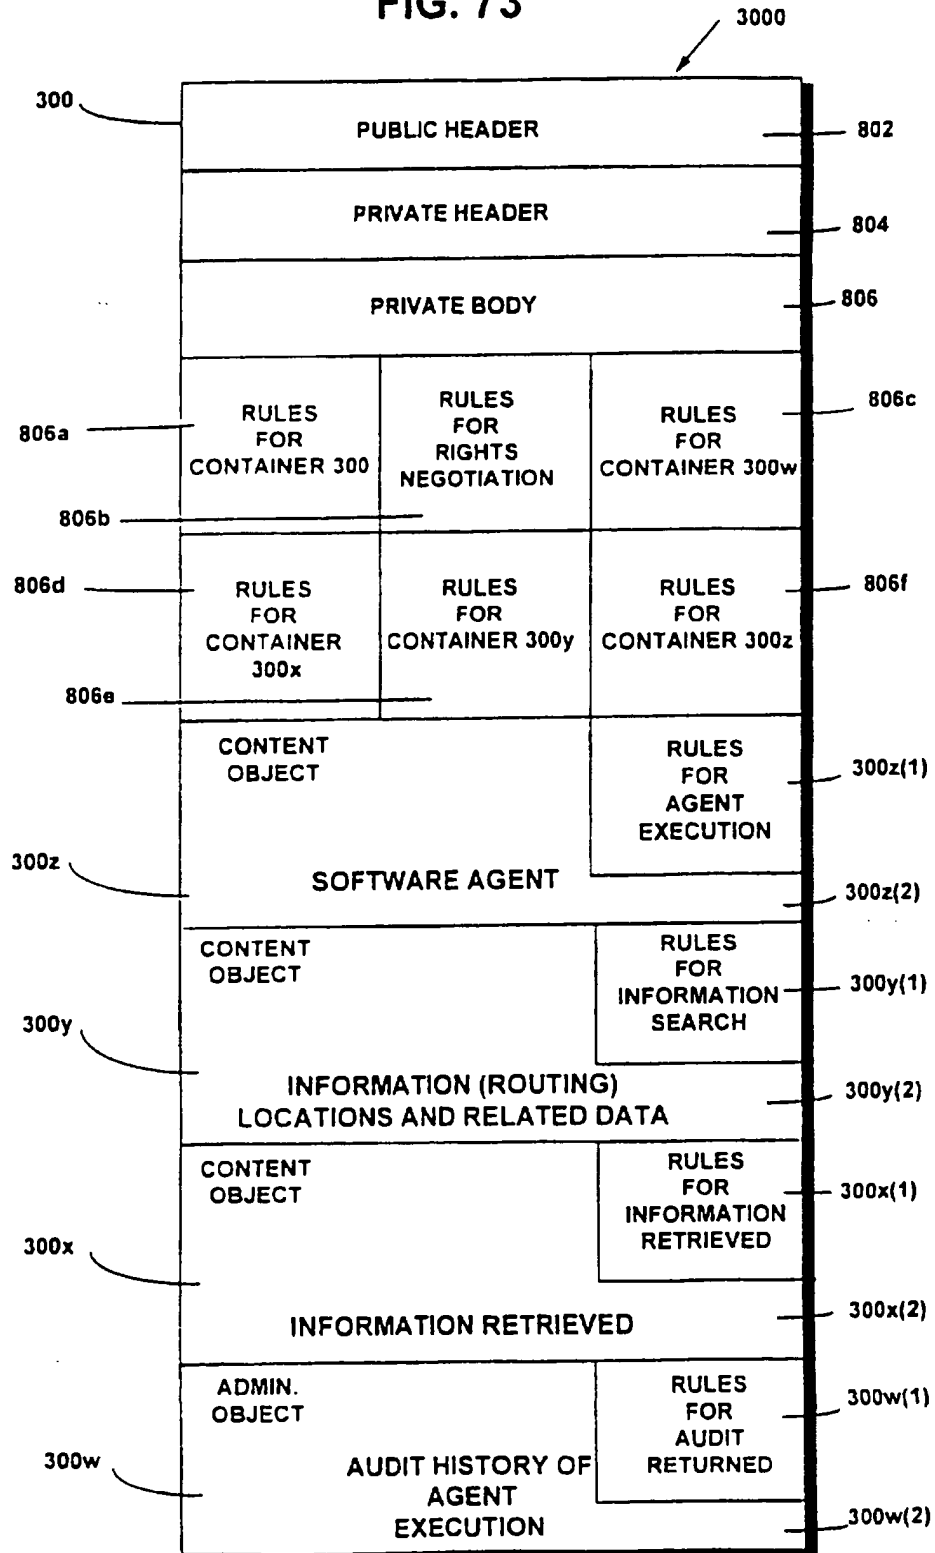 FIG. 73
3000
300
PUBLIC HEADER
802
PRIVATE HEADER
804
PRIVATE BODY
806
806a
RULES
FOR
CONTAINER 300
806b
RULES
FOR
RIGHTS
NEGOTIATION
806c
RULES
FOR
CONTAINER 300w
806d
RULES
FOR
CONTAINER
300x
806e
RULES
FOR
CONTAINER 300y
806f
RULES
FOR
CONTAINER 300z
CONTENT
OBJECT
RULES
FOR
AGENT
EXECUTION
300z(1)
300z
SOFTWARE AGENT
300z(2)
CONTENT
OBJECT
RULES
FOR
INFORMATION
SEARCH
300y(1)
300y
INFORMATION (ROUTING)
LOCATIONS AND RELATED DATA
300y(2)
CONTENT
OBJECT
RULES
FOR
INFORMATION
RETRIEVED
300x(1)
300x
INFORMATION RETRIEVED
300x(2)
ADMIN.
OBJECT
RULES
FOR
AUDIT
RETURNED
300w(1)
300w
AUDIT HISTORY OF
AGENT
EXECUTION
300w(2)